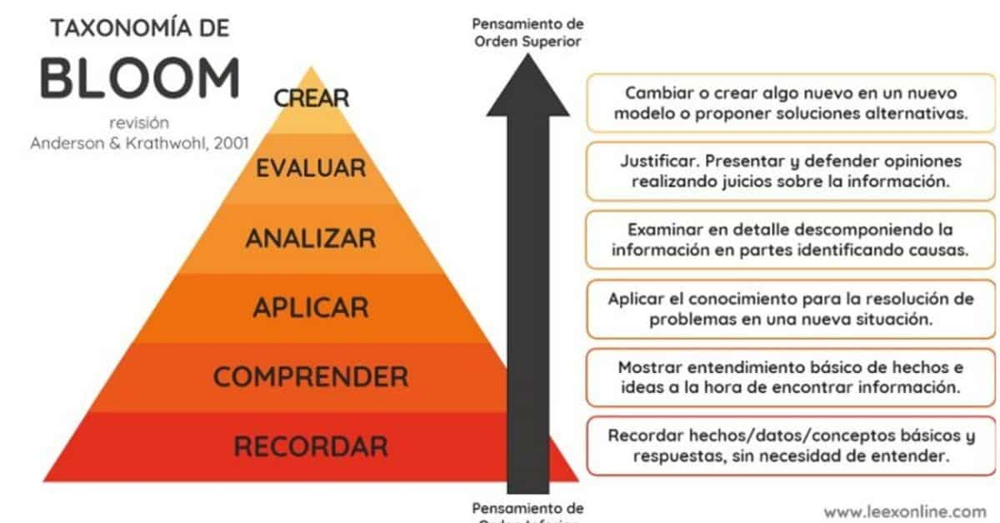 TAXONOMÍA DE
BLOOM
revisión
Anderson & Krathwohl, 2001
CREAR
EVALUAR
ANALIZAR
APLICAR
COMPRENDER
RECORDAR
Pensamiento de
Orden Superior
Cambiar o crear algo nuevo en un nuevo
modelo o proponer soluciones alternativas.
Justificar. Presentar y defender opiniones
realizando juicios sobre la información.
Examinar en detalle descomponiendo la
información en partes identificando causas.
Aplicar el conocimiento para la resolución de
problemas en una nueva situación.
Mostrar entendimiento básico de hechos e
ideas a la hora de encontrar información.
Recordar hechos/datos/conceptos básicos y
respuestas, sin necesidad de entender.
Pensamiento de
Orden Inferior
www.leexonline.com